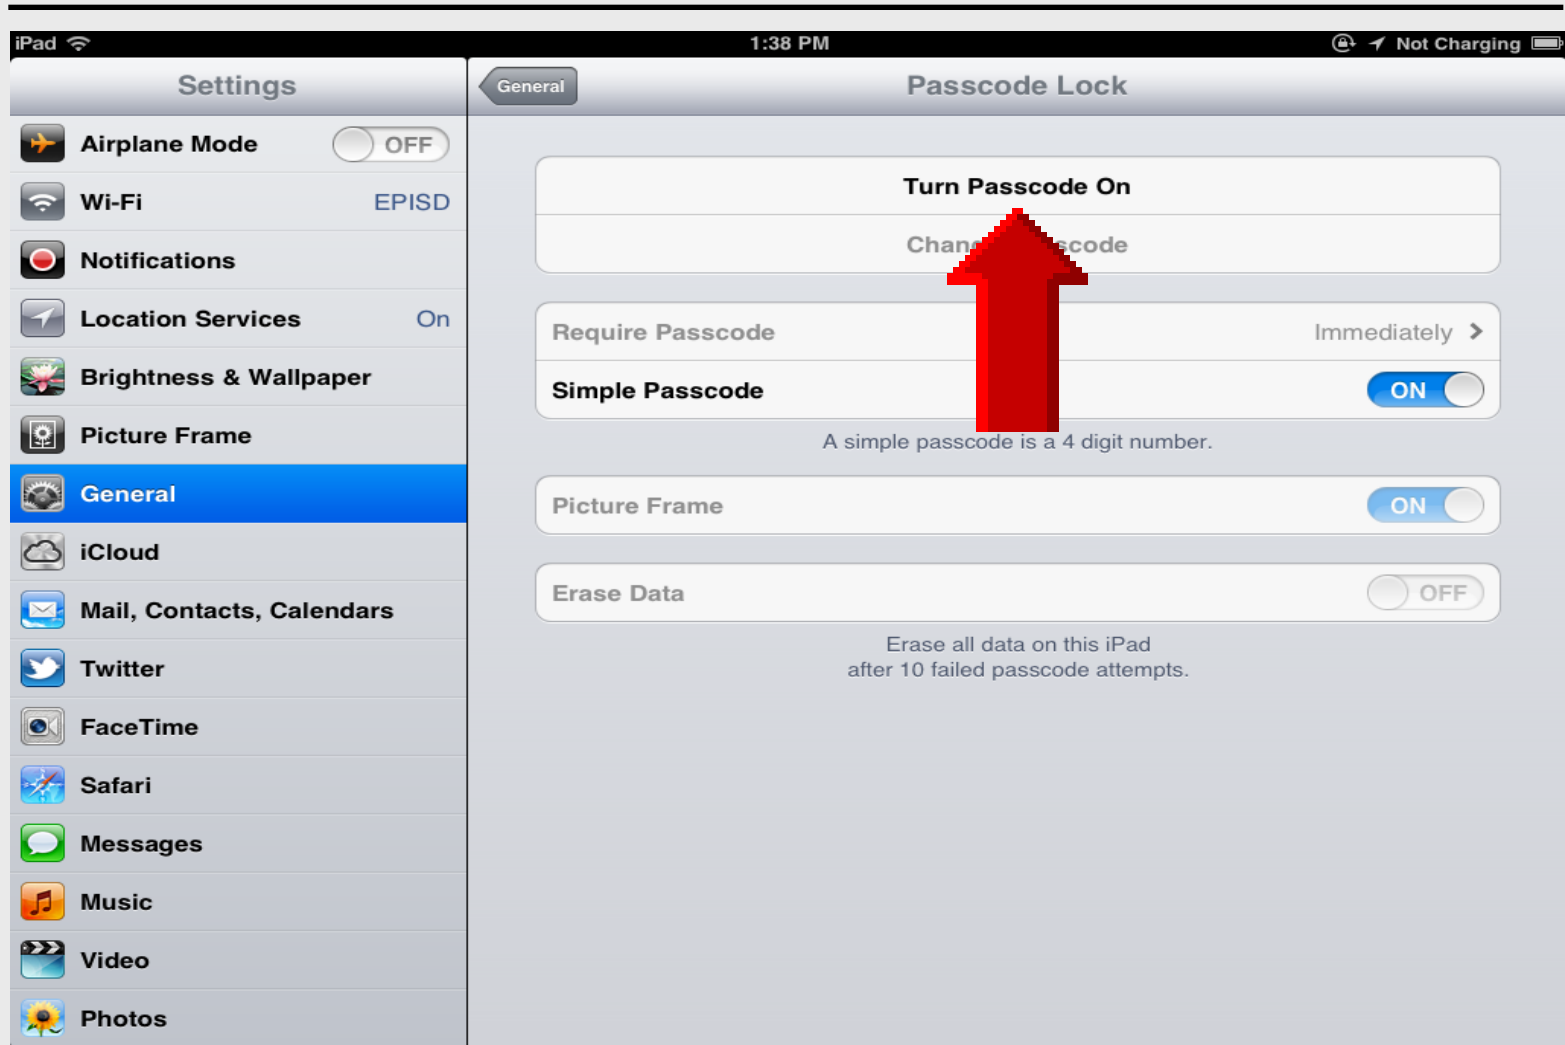 iPad 1:38 PM Not Charging
Settings
General
Passcode Lock
Airplane Mode OFF
Wi-Fi EPISD
Notifications
Location Services On
Brightness & Wallpaper
Picture Frame
General
iCloud
Mail, Contacts, Calendars
Twitter
FaceTime
Safari
Messages
Music
Video
Photos
Turn Passcode On
Require Passcode Immediately
Simple Passcode ON
A simple passcode is a 4 digit number.
Picture Frame ON
Erase Data OFF
Erase all data on this iPad
after 10 failed passcode attempts.